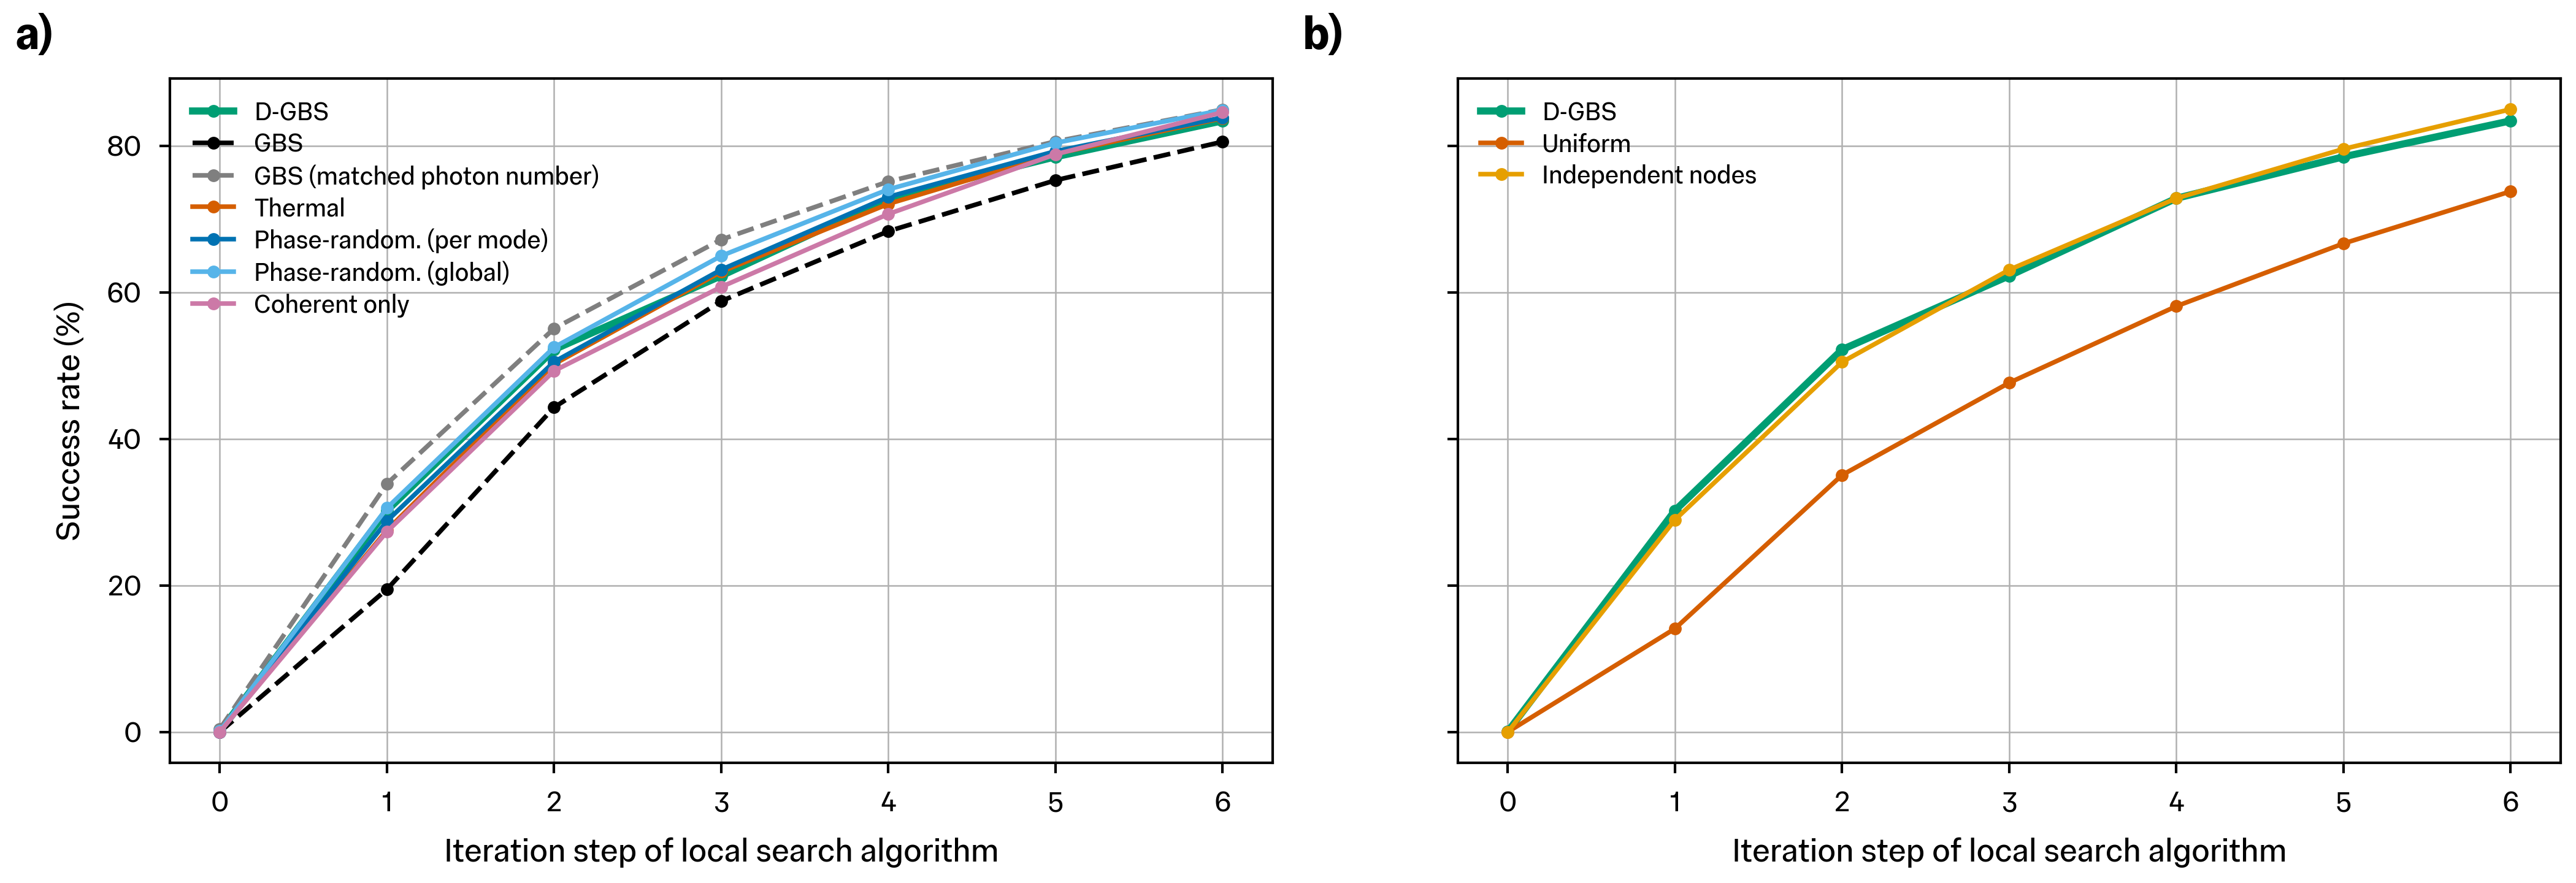 a)
D-GBS
GBS
GBS (matched photon number)
Thermal
Phase-random. (per mode)
Phase-random. (global)
Coherent only
Success rate (%)
80
60
40
20
0
0 1 2 3 4 5 6
Iteration step of local search algorithm
b)
D-GBS
Uniform
Independent nodes
0 1 2 3 4 5 6
Iteration step of local search algorithm